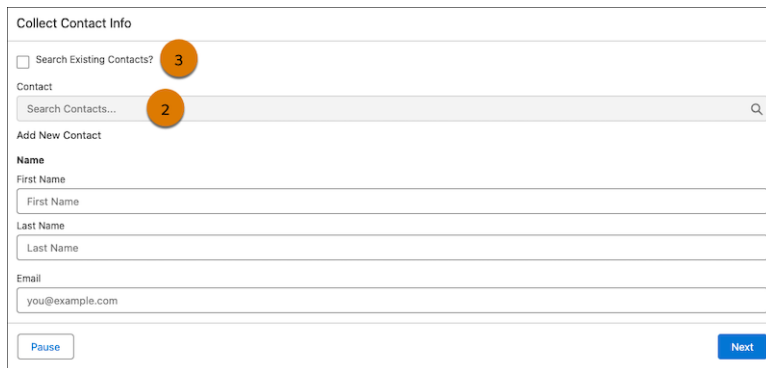 Collect Contact Info
Search Existing Contacts? 3
Contact
Search Contacts... 2
Add New Contact
Name
First Name
First Name
Last Name
Last Name
Email
you@example.com
Pause Next